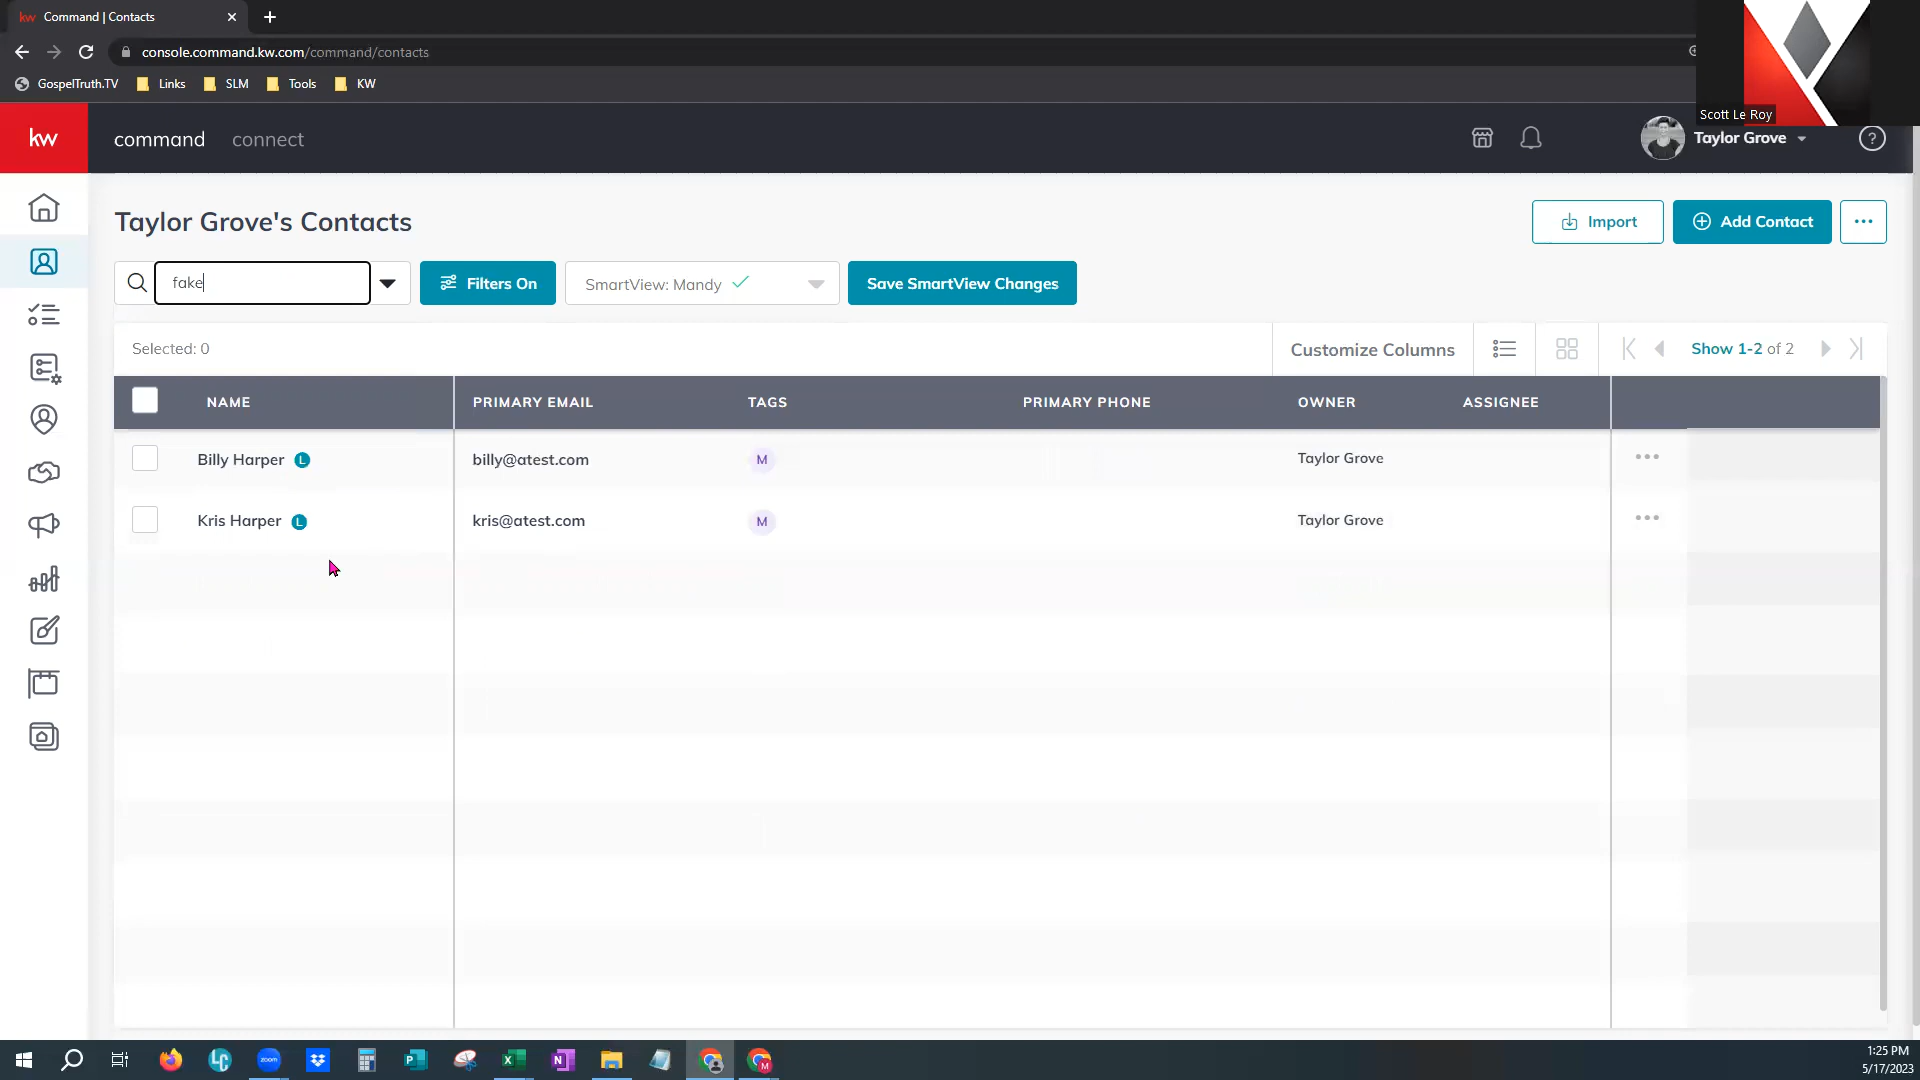 kw Command | Contacts
console.command.kw.com/command/contacts
GospelTruth.TV Links SLM Tools KW
Scott Le Roy
kw command connect Taylor Grove ?
Taylor Grove's Contacts
Import Add Contact
fake Filters On SmartView: Mandy Save SmartView Changes
Selected: 0 Customize Columns Show 1-2 of 2
NAME PRIMARY EMAIL TAGS PRIMARY PHONE OWNER ASSIGNEE
Billy Harper L billy@atest.com M Taylor Grove
Kris Harper L kris@atest.com M Taylor Grove
LC zoom P X N M
1:25 PM
5/17/2023